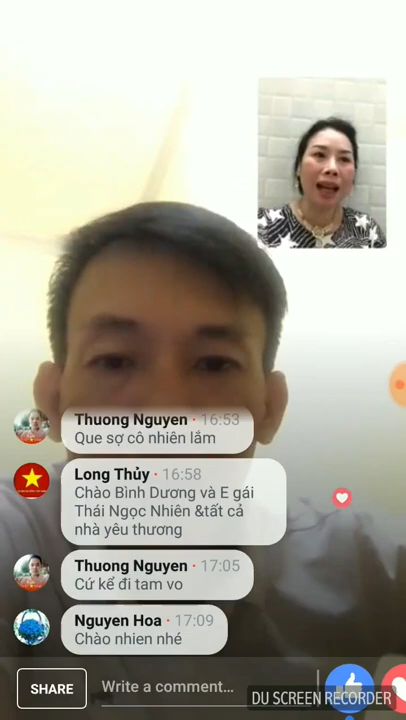 Thuong Nguyen · 16:53
Que sợ cô nhiên lắm
Long Thủy · 16:58
Chào Bình Dương và E gái
Thái Ngọc Nhiên &tất cả
nhà yêu thương
Thuong Nguyen · 17:05
Cứ kể đi tam vo
Nguyen Hoa · 17:09
Chào nhien nhé
SHARE
Write a comment...
DU SCREEN RECORDER